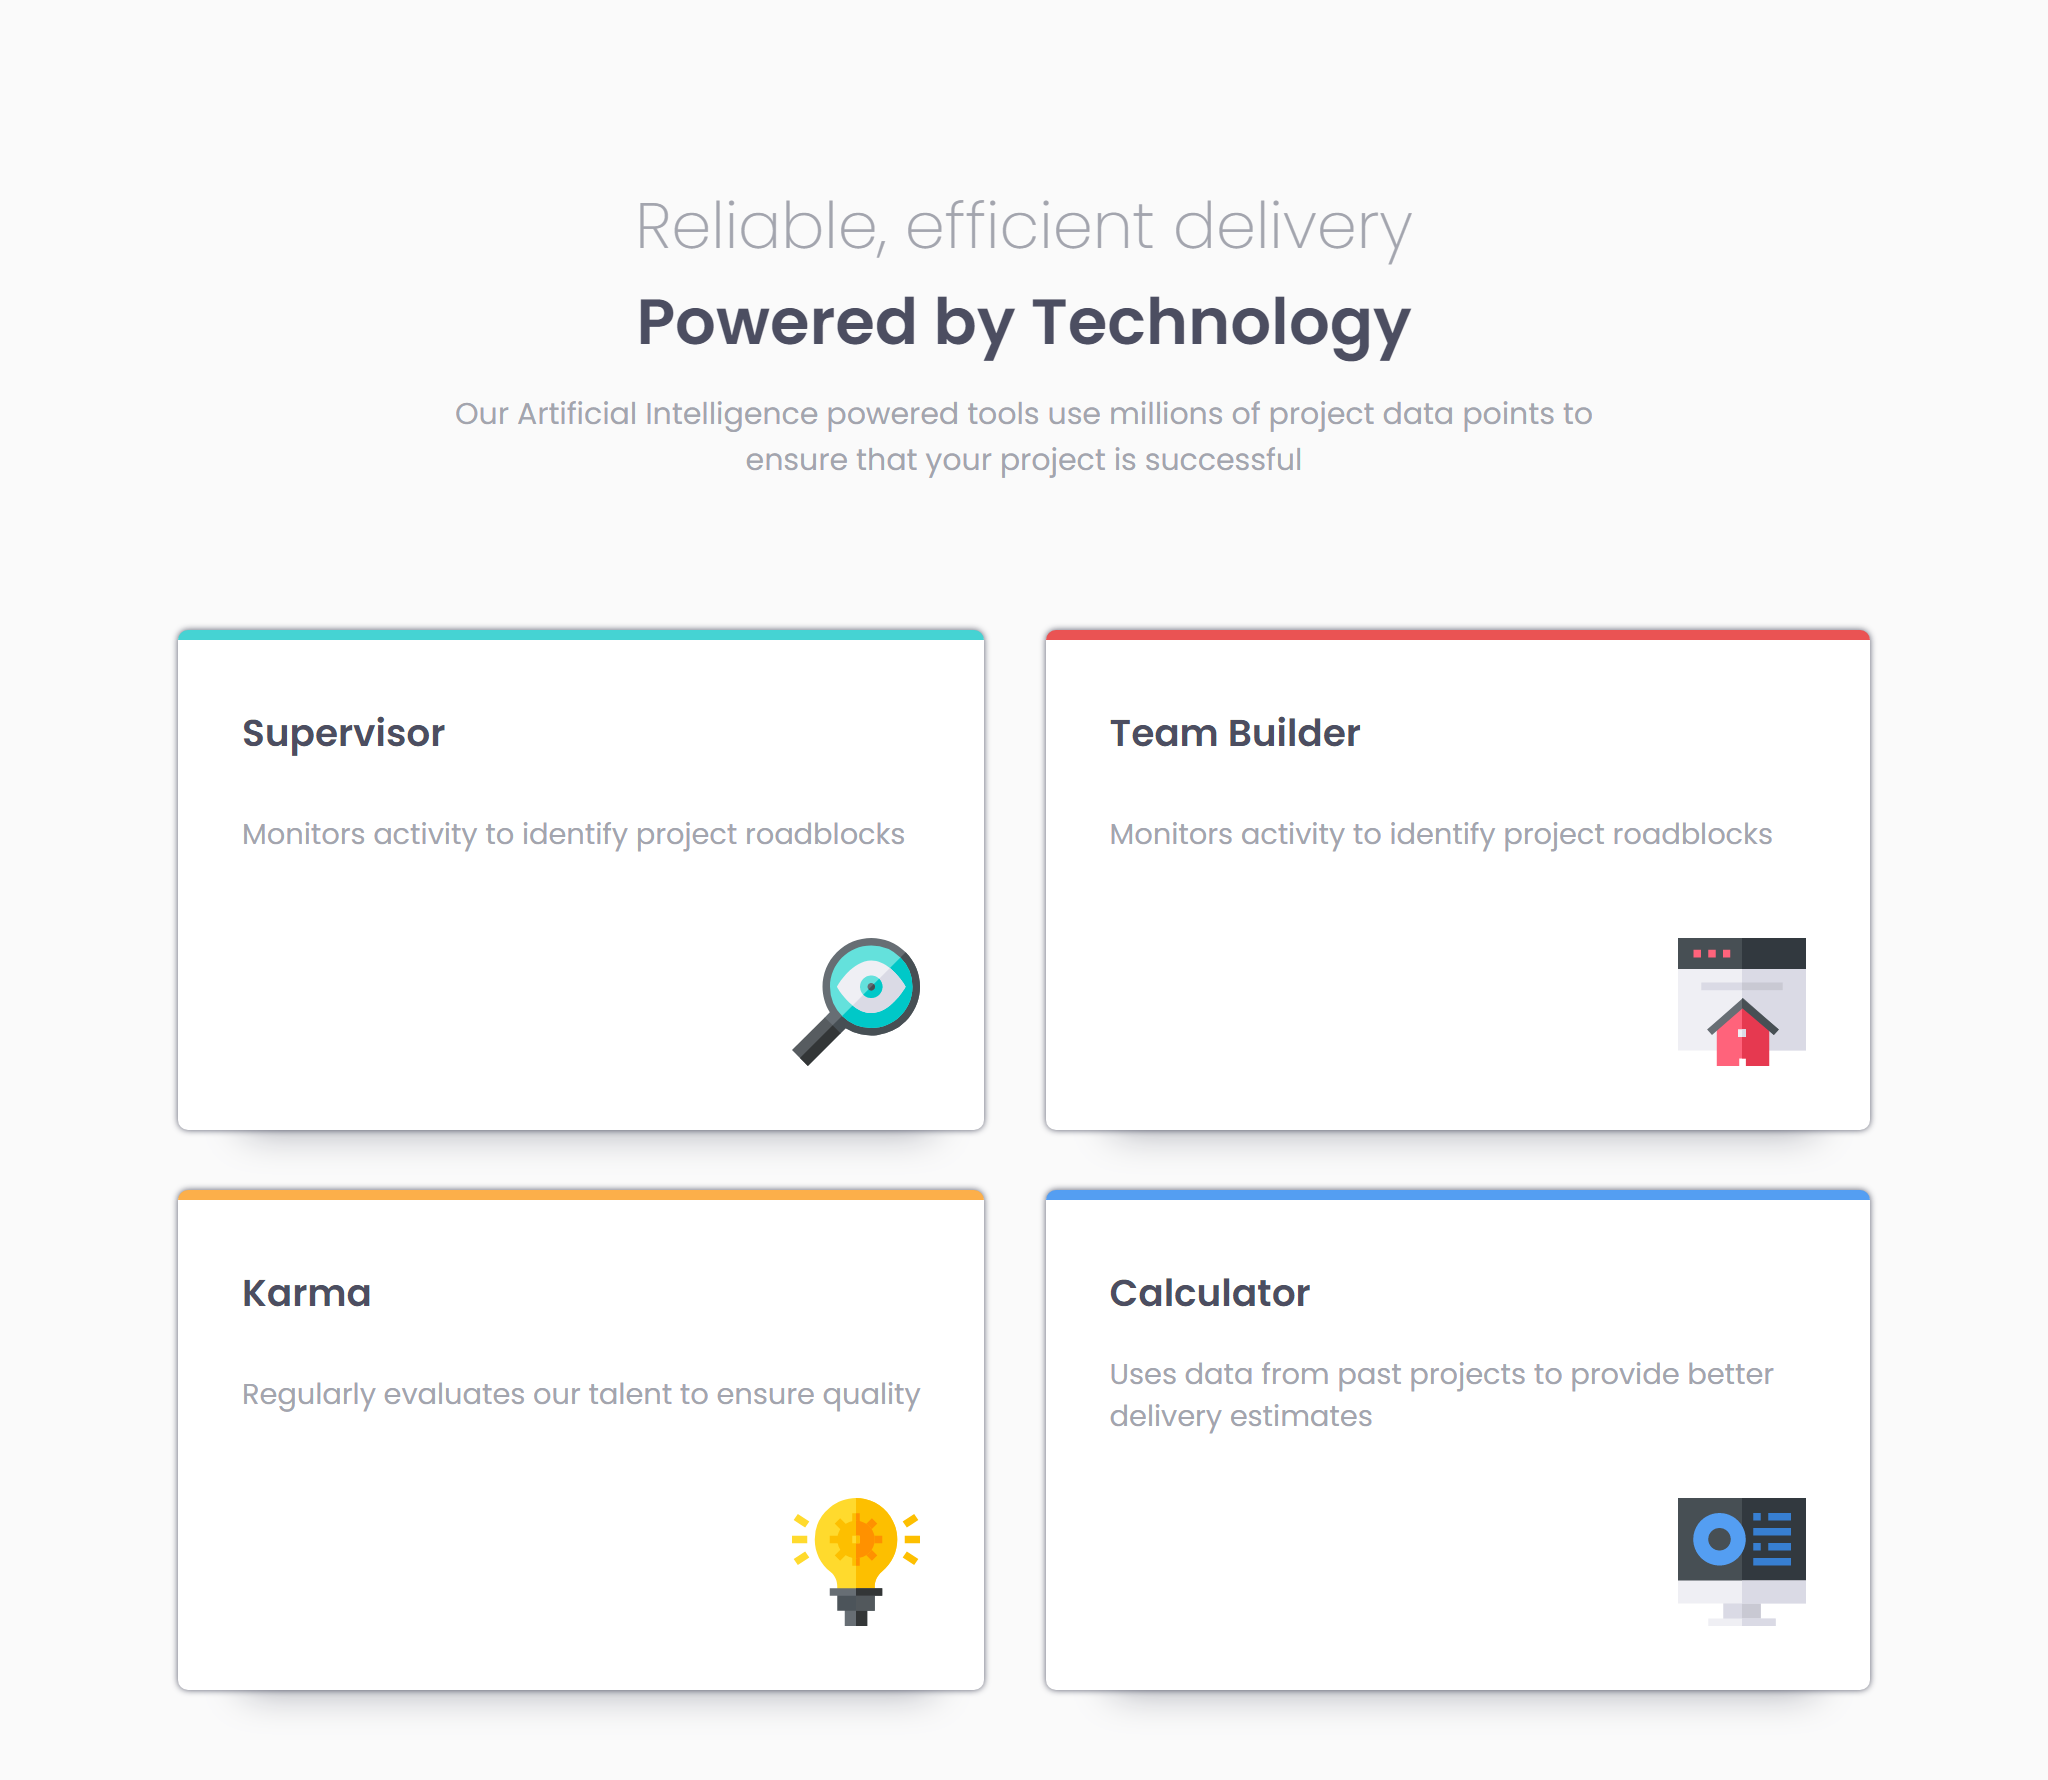 Reliable, efficient delivery
Powered by Technology
Our Artificial Intelligence powered tools use millions of project data points to
ensure that your project is successful
Supervisor
Monitors activity to identify project roadblocks
Team Builder
Monitors activity to identify project roadblocks
Karma
Regularly evaluates our talent to ensure quality
Calculator
Uses data from past projects to provide better
delivery estimates